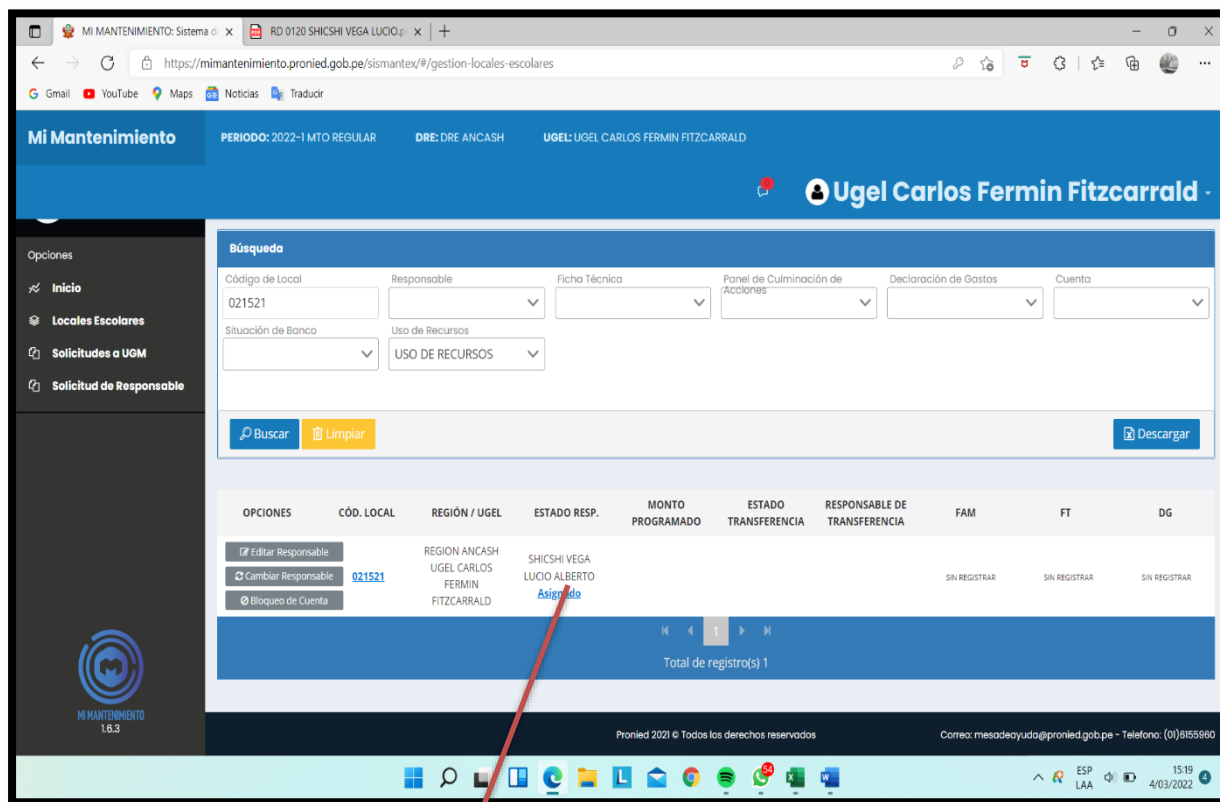 MI MANTENIMIENTO: Sistema d
RD 0120 SHICSHI VEGA LUCIO.p
https://mimantenimiento.pronied.gob.pe/sismantex/#/gestion-locales-escolares
Gmail YouTube Maps Noticias Traducir
Mi Mantenimiento PERIODO: 2022-1 MTO REGULAR DRE: DRE ANCASH UGEL: UGEL CARLOS FERMIN FITZCARRALD
0 Ugel Carlos Fermin Fitzcarrald
Opciones
Inicio
Locales Escolares
Solicitudes a UGM
Solicitud de Responsable
Búsqueda
Código de Local Responsable Ficha Técnica Panel de Culminación de Acciones Declaración de Gastos Cuenta
021521
Situación de Banco Uso de Recursos
USO DE RECURSOS
Buscar Limpiar Descargar
OPCIONES CÓD. LOCAL REGIÓN / UGEL ESTADO RESP. MONTO PROGRAMADO ESTADO TRANSFERENCIA RESPONSABLE DE TRANSFERENCIA FAM FT DG
Editar Responsable
Cambiar Responsable
Bloqueo de Cuenta
021521
REGION ANCASH
UGEL CARLOS
FERMIN
FITZCARRALD
SHICSHI VEGA
LUCIO ALBERTO
Asignado
SIN REGISTRAR SIN REGISTRAR SIN REGISTRAR
1
Total de registro(s) 1
MI MANTENIMIENTO
1.6.3
Pronied 2021 © Todos los derechos reservados Correo: mesadeayuda@pronied.gob.pe - Telefono: (01)6155960
L 54
ESP
LAA
15:19
4/03/2022
4